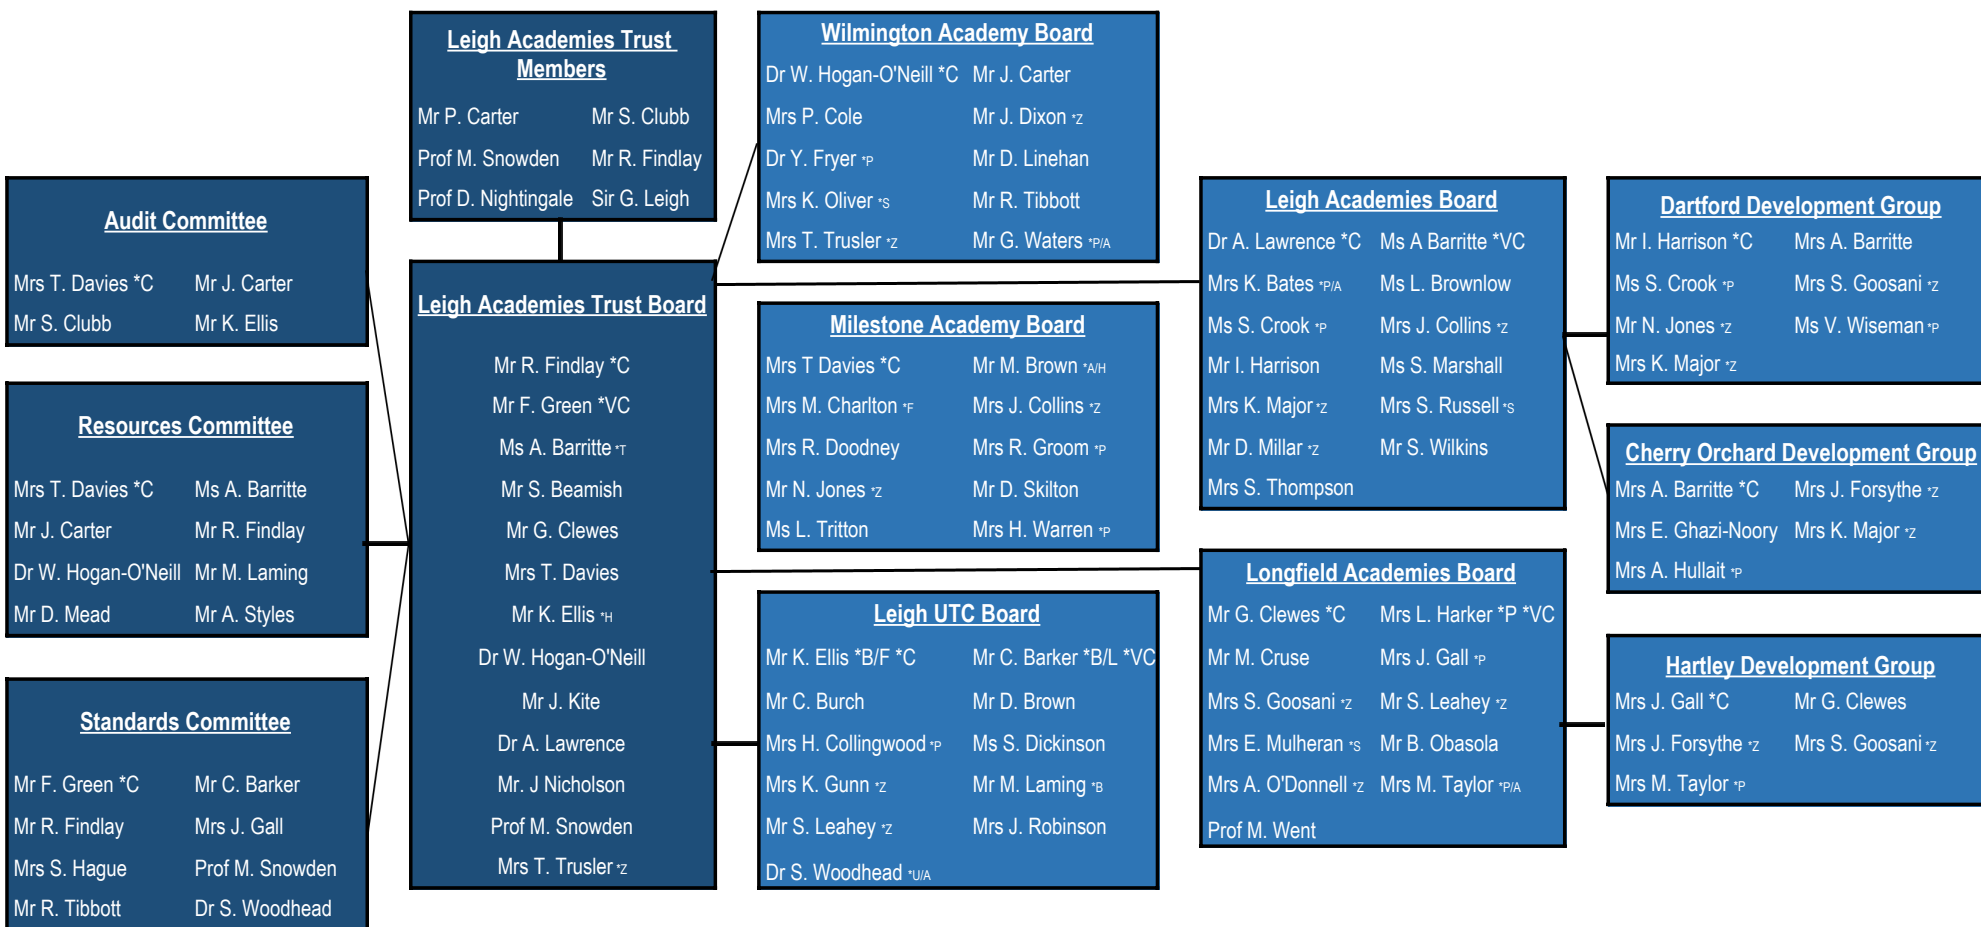 Leigh Academies Trust
Members
Mr P. Carter Mr S. Clubb
Prof M. Snowden Mr R. Findlay
Prof D. Nightingale Sir G. Leigh
Audit Committee
Mrs T. Davies *C Mr J. Carter
Mr S. Clubb Mr K. Ellis
Resources Committee
Mrs T. Davies *C Ms A. Barritte
Mr J. Carter Mr R. Findlay
Dr W. Hogan-O'Neill Mr M. Laming
Mr D. Mead Mr A. Styles
Standards Committee
Mr F. Green *C Mr C. Barker
Mr R. Findlay Mrs J. Gall
Mrs S. Hague Prof M. Snowden
Mr R. Tibbott Dr S. Woodhead
Leigh Academies Trust Board
Mr R. Findlay *C
Mr F. Green *VC
Ms A. Barritte *T
Mr S. Beamish
Mr G. Clewes
Mrs T. Davies
Mr K. Ellis *H
Dr W. Hogan-O'Neill
Mr J. Kite
Dr A. Lawrence
Mr. J Nicholson
Prof M. Snowden
Mrs T. Trusler *Z
Wilmington Academy Board
Dr W. Hogan-O'Neill *C Mr J. Carter
Mrs P. Cole Mr J. Dixon *Z
Dr Y. Fryer *P Mr D. Linehan
Mrs K. Oliver *S Mr R. Tibbott
Mrs T. Trusler *Z Mr G. Waters *P/A
Milestone Academy Board
Mrs T Davies *C Mr M. Brown *A/H
Mrs M. Charlton *F Mrs J. Collins *Z
Mrs R. Doodney Mrs R. Groom *P
Mr N. Jones *Z Mr D. Skilton
Ms L. Tritton Mrs H. Warren *P
Leigh UTC Board
Mr K. Ellis *B/F *C Mr C. Barker *B/L *VC
Mr C. Burch Mr D. Brown
Mrs H. Collingwood *P Ms S. Dickinson
Mrs K. Gunn *Z Mr M. Laming *B
Mr S. Leahey *Z Mrs J. Robinson
Dr S. Woodhead *U/A
Leigh Academies Board
Dr A. Lawrence *C Ms A Barritte *VC
Mrs K. Bates *P/A Ms L. Brownlow
Ms S. Crook *P Mrs J. Collins *Z
Mr I. Harrison Ms S. Marshall
Mrs K. Major *Z Mrs S. Russell *S
Mr D. Millar *Z Mr S. Wilkins
Mrs S. Thompson
Longfield Academies Board
Mr G. Clewes *C Mrs L. Harker *P *VC
Mr M. Cruse Mrs J. Gall *P
Mrs S. Goosani *Z Mr S. Leahey *Z
Mrs E. Mulheran *S Mr B. Obasola
Mrs A. O'Donnell *Z Mrs M. Taylor *P/A
Prof M. Went
Dartford Development Group
Mr I. Harrison *C Mrs A. Barritte
Ms S. Crook *P Mrs S. Goosani *Z
Mr N. Jones *Z Ms V. Wiseman *P
Mrs K. Major *Z
Cherry Orchard Development Group
Mrs A. Barritte *C Mrs J. Forsythe *Z
Mrs E. Ghazi-Noory Mrs K. Major *Z
Mrs A. Hullait *P
Hartley Development Group
Mrs J. Gall *C Mr G. Clewes
Mrs J. Forsythe *Z Mrs S. Goosani *Z
Mrs M. Taylor *P